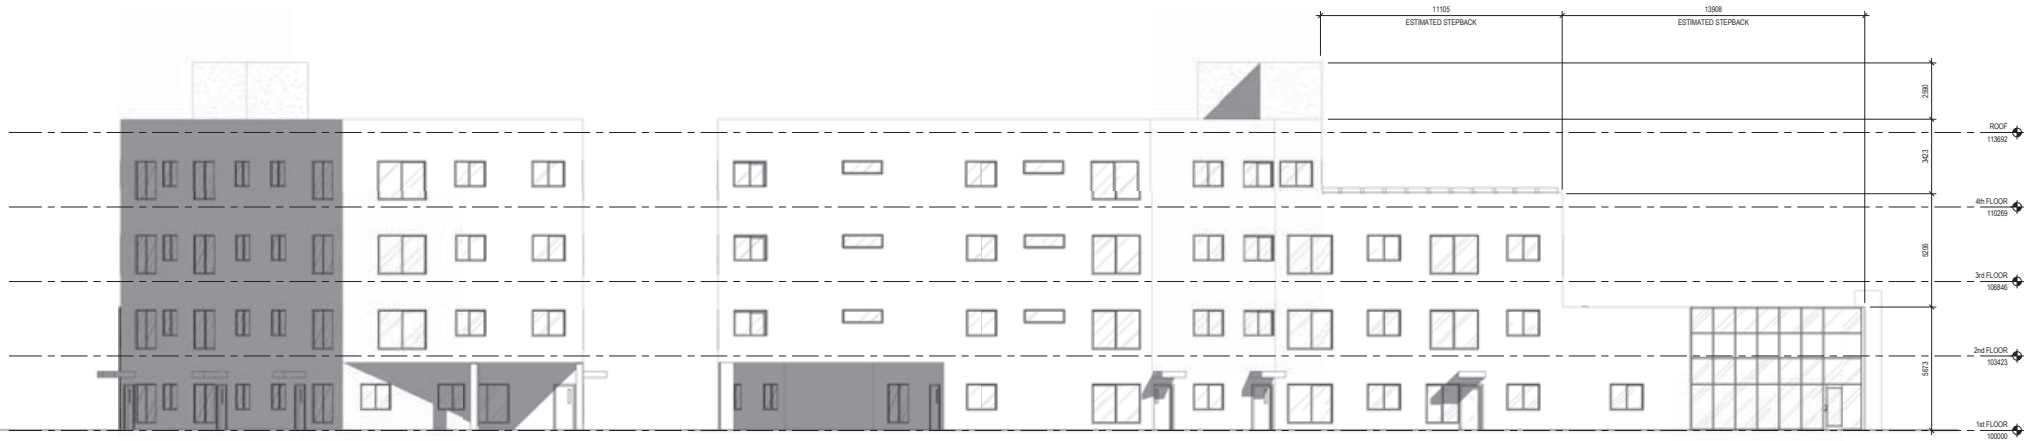 11105
ESTIMATED STEPBACK
13908
ESTIMATED STEPBACK
2590
ROOF
113692
3423
4th FLOOR
110269
5206
3rd FLOOR
106846
2nd FLOOR
103423
5673
1st FLOOR
100000